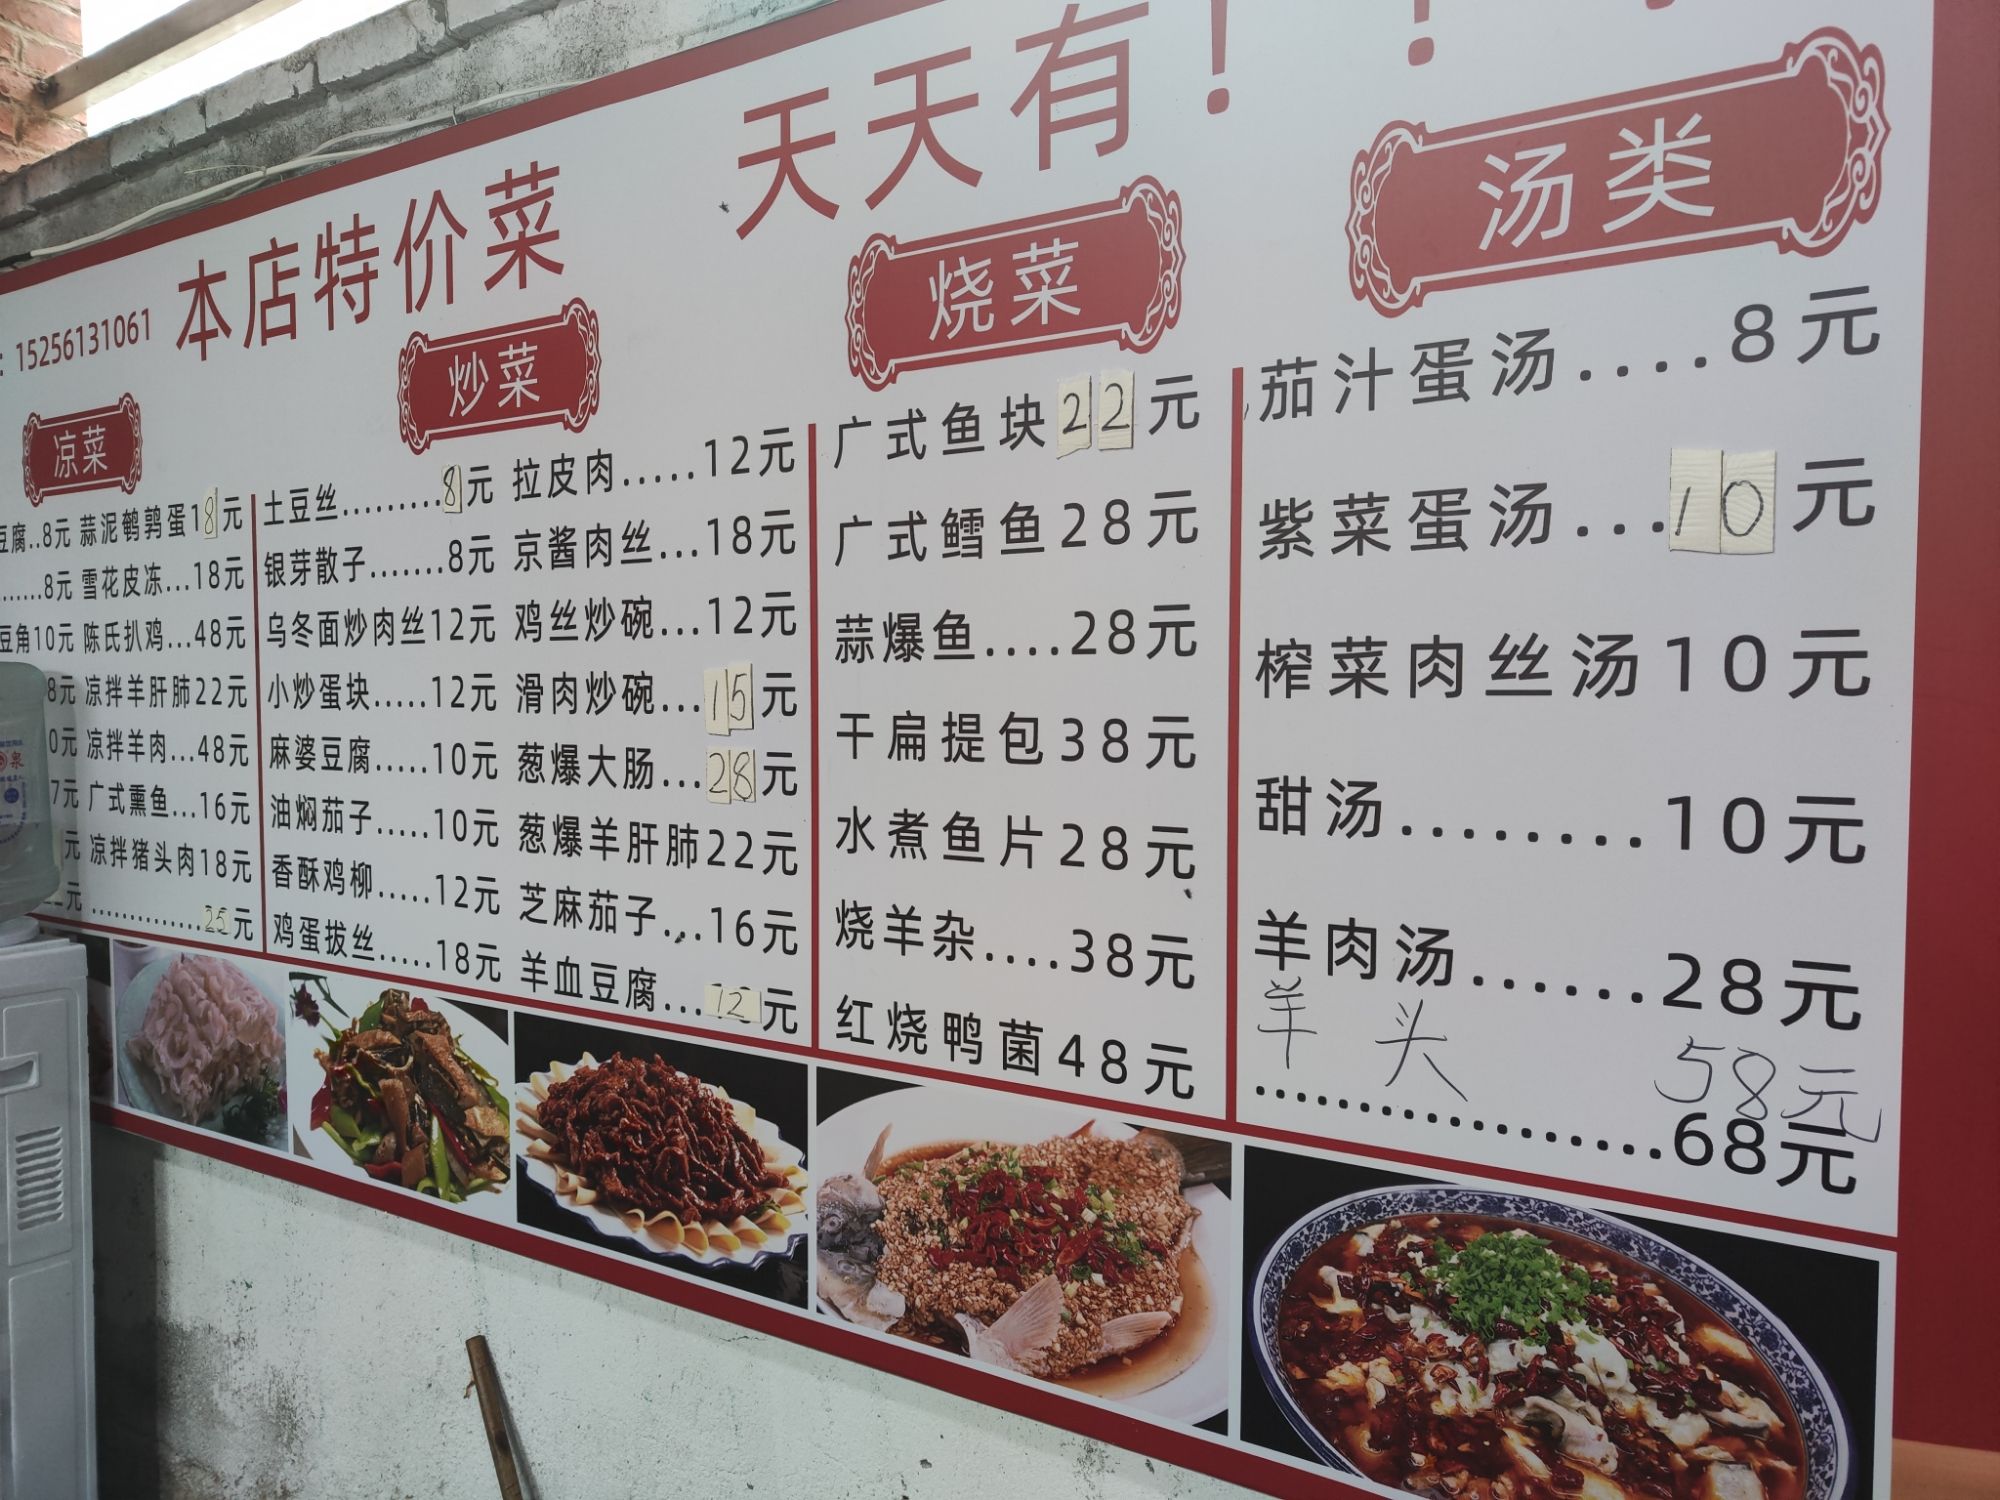 本店特价菜 天天有！！
: 15256131061
凉菜
豆腐..8元 蒜泥鹌鹑蛋18元
......8元 雪花皮冻...18元
豆角10元 陈氏扒鸡...48元
8元 凉拌羊肝肺22元
0元 凉拌羊肉...48元
7元 广式熏鱼...16元
元 凉拌猪头肉18元
元 .............25元
炒菜
土豆丝.........8元 拉皮肉.....12元
银芽散子.......8元 京酱肉丝...18元
乌冬面炒肉丝12元 鸡丝炒碗...12元
小炒蛋块.....12元 滑肉炒碗...15元
麻婆豆腐.....10元 葱爆大肠...28元
油焖茄子.....10元 葱爆羊肝肺22元
香酥鸡柳.....12元 芝麻茄子...16元
鸡蛋拔丝.....18元 羊血豆腐...12元
烧菜
广式鱼块22元
广式鳕鱼28元
蒜爆鱼....28元
干扁提包38元
水煮鱼片28元
烧羊杂....38元
红烧鸭菌48元
汤类
茄汁蛋汤....8元
紫菜蛋汤...10元
榨菜肉丝汤10元
甜汤........10元
羊肉汤......28元
羊头 58元
..................68元
泉